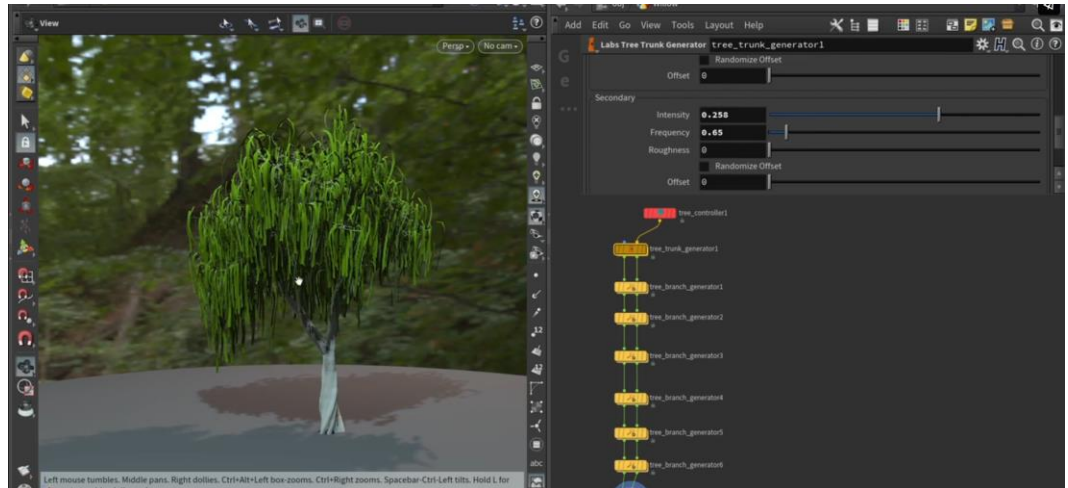 View
Persp
No cam
12
abc
Left mouse tumbles. Middle pans. Right dollies. Ctrl+Alt+Left box-zooms. Ctrl+Right zooms. Spacebar-Ctrl-Left tilts. Hold L for
Add Edit Go View Tools Layout Help
Labs Tree Trunk Generator tree_trunk_generator1
Randomize Offset
Offset 0
Secondary
Intensity 0.258
Frequency 0.65
Roughness 0
Randomize Offset
Offset 0
Ge...
tree_controller1
tree_trunk_generator1
tree_branch_generator1
tree_branch_generator2
tree_branch_generator3
tree_branch_generator4
tree_branch_generator5
tree_branch_generator6